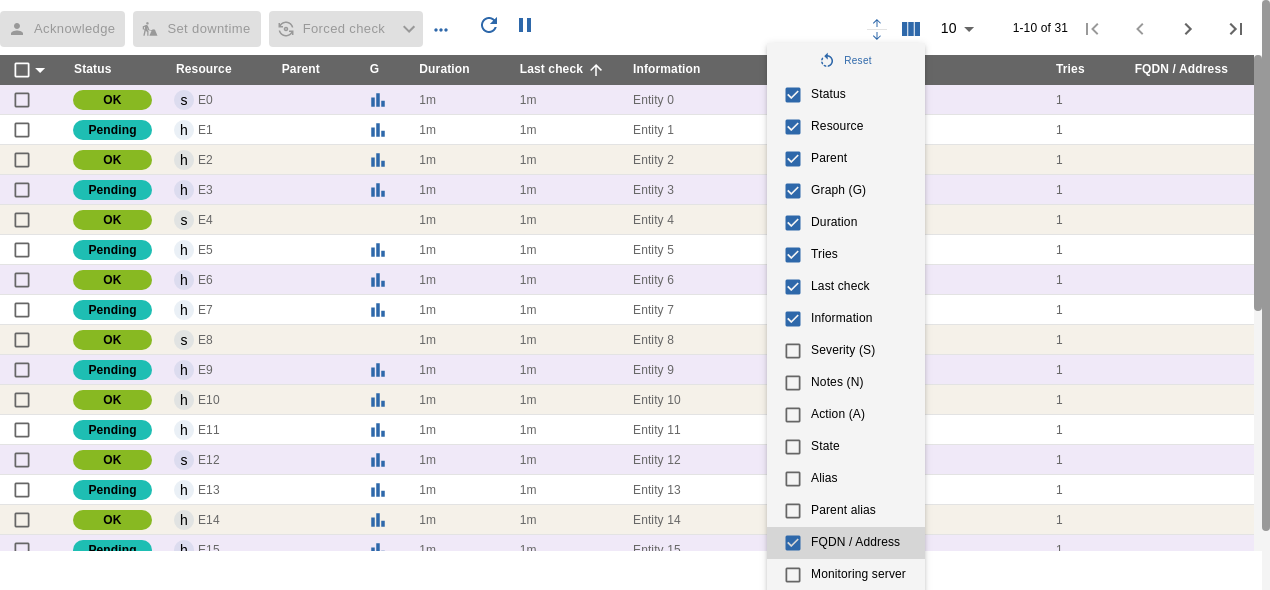 Acknowledge Set downtime Forced check ... 10 1-10 of 31
Status Resource Parent G Duration Last check Information Tries FQDN / Address
OK s E0 1m 1m Entity 0 1
Pending h E1 1m 1m Entity 1 1
OK h E2 1m 1m Entity 2 1
Pending h E3 1m 1m Entity 3 1
OK s E4 1m 1m Entity 4 1
Pending h E5 1m 1m Entity 5 1
OK h E6 1m 1m Entity 6 1
Pending h E7 1m 1m Entity 7 1
OK s E8 1m 1m Entity 8 1
Pending h E9 1m 1m Entity 9 1
OK h E10 1m 1m Entity 10 1
Pending h E11 1m 1m Entity 11 1
OK s E12 1m 1m Entity 12 1
Pending h E13 1m 1m Entity 13 1
OK h E14 1m 1m Entity 14 1
Pending h E15 1m 1m Entity 15 1
Reset
Status
Resource
Parent
Graph (G)
Duration
Tries
Last check
Information
Severity (S)
Notes (N)
Action (A)
State
Alias
Parent alias
FQDN / Address
Monitoring server